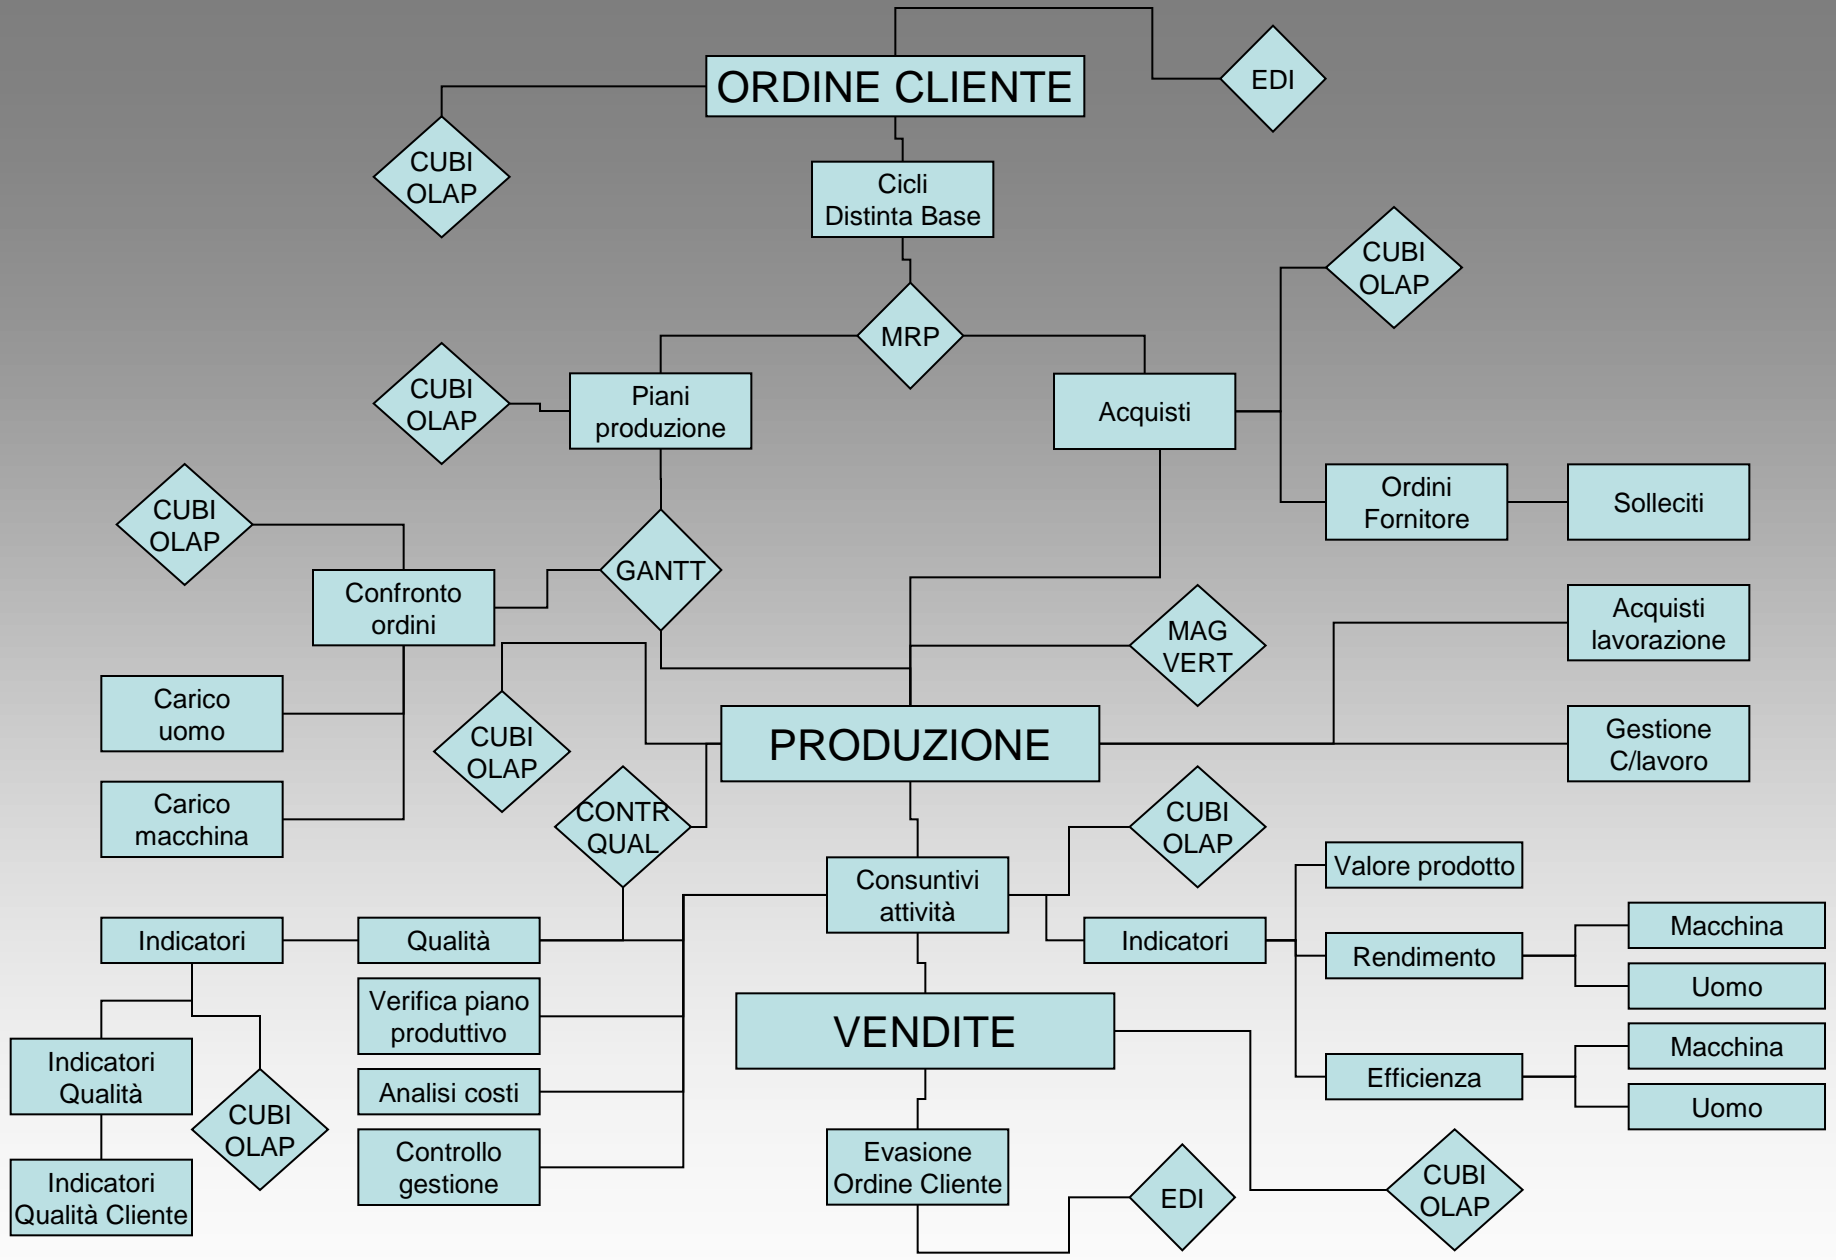 EDI
ORDINE CLIENTE
CUBI
OLAP
Cicli
Distinta Base
CUBI
OLAP
MRP
CUBI
OLAP
Piani
produzione
Acquisti
CUBI
OLAP
Ordini
Fornitore
Solleciti
GANTT
Confronto
ordini
Acquisti
lavorazione
MAG
VERT
Carico
uomo
CUBI
OLAP
PRODUZIONE
Gestione
C/lavoro
Carico
macchina
CONTR
QUAL
CUBI
OLAP
Consuntivi
attività
Valore prodotto
Indicatori
Qualità
Indicatori
Rendimento
Macchina
Uomo
Verifica piano
produttivo
VENDITE
Macchina
Efficienza
Uomo
Indicatori
Qualità
Analisi costi
CUBI
OLAP
Controllo
gestione
Evasione
Ordine Cliente
EDI
CUBI
OLAP
Indicatori
Qualità Cliente